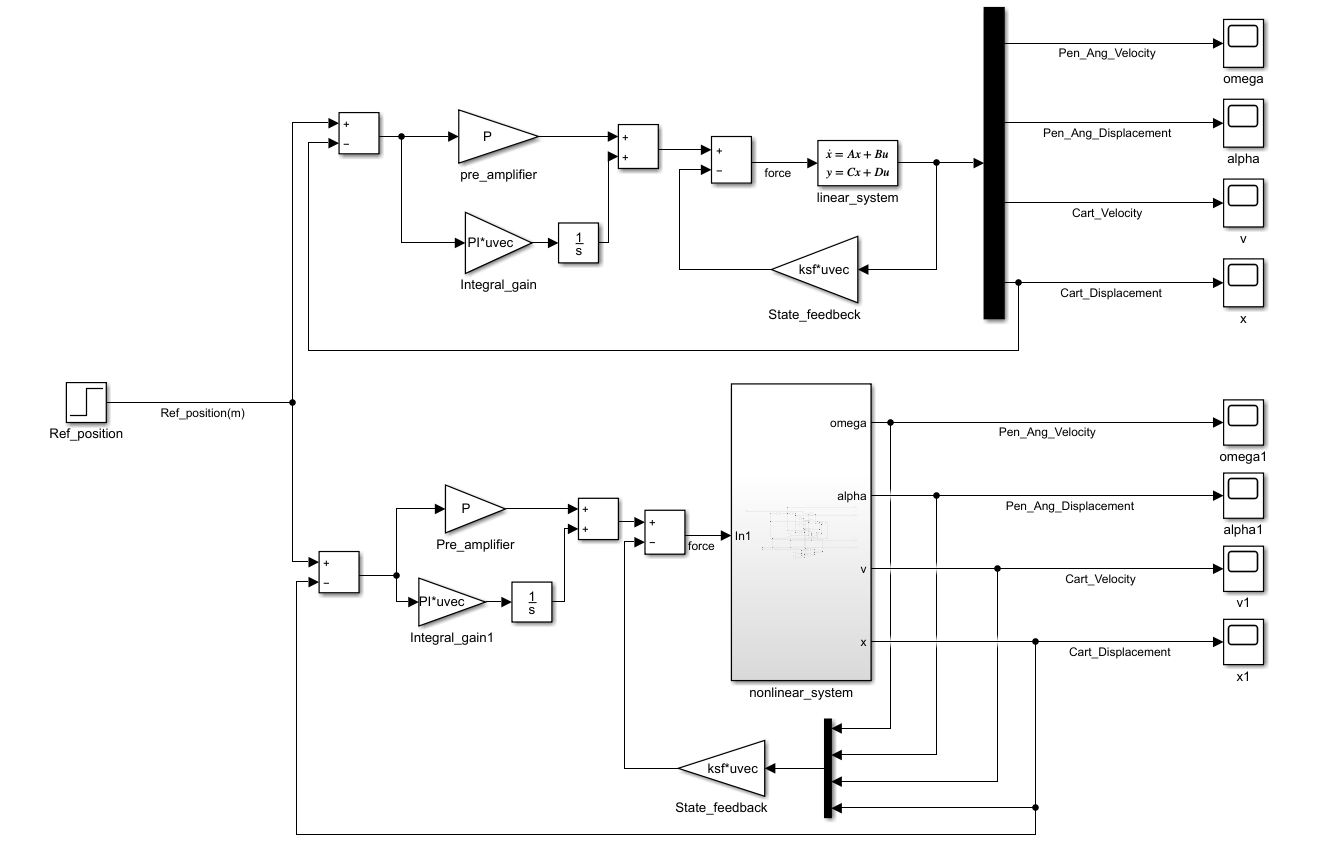 Pen_Ang_Velocity
omega
+
−
P
pre_amplifier
+
+
+
−
force
ẋ = Ax + Bu
y = Cx + Du
linear_system
Pen_Ang_Displacement
alpha
PI*uvec
Integral_gain
1
s
ksf*uvec
State_feedbeck
Cart_Velocity
v
Cart_Displacement
x
Ref_position(m)
Ref_position
+
−
P
Pre_amplifier
PI*uvec
Integral_gain1
1
s
+
+
+
−
force
In1
omega
alpha
v
x
nonlinear_system
Pen_Ang_Velocity
omega1
Pen_Ang_Displacement
alpha1
Cart_Velocity
v1
Cart_Displacement
x1
ksf*uvec
State_feedback